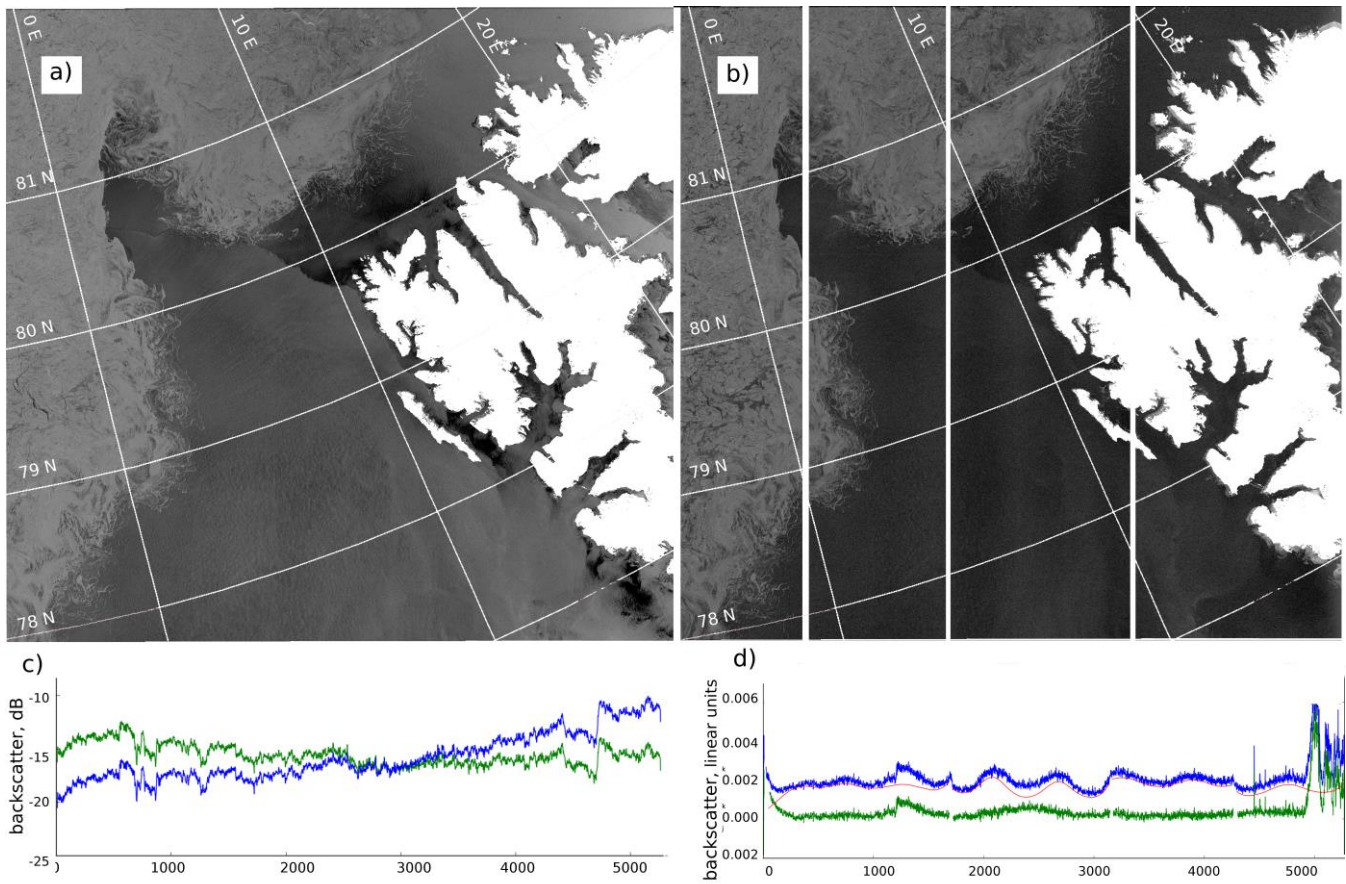 0 E
10 E
20 E
a)
81 N
80 N
79 N
78 N
0 E
10 E
20 E
b)
81 N
80 N
79 N
78 N
c)
backscatter, dB
-10
-15
-20
-25
0
1000
2000
3000
4000
5000
d)
backscatter, linear units
0.006
0.004
0.002
0.000
0.002
0
1000
2000
3000
4000
5000